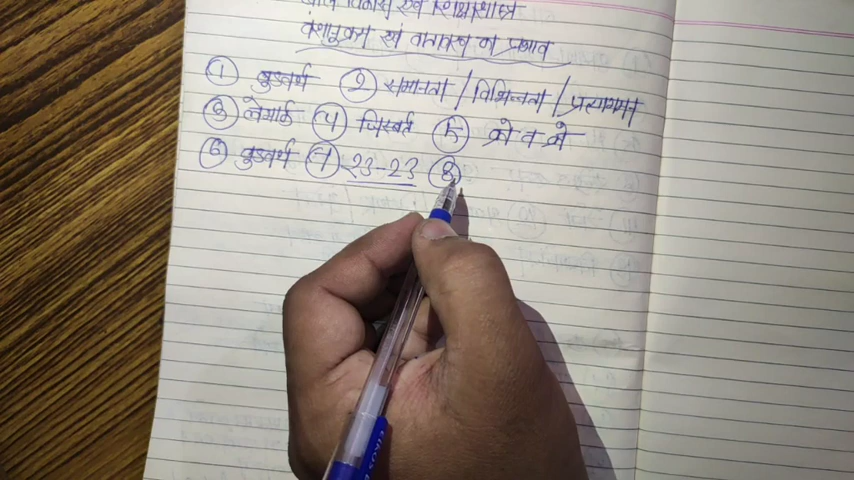 बाल विकास एवं शिक्षाशास्त्र
वंशानुक्रम एवं वातावरण का प्रभाव
① वुडवर्थ ② समानता / विभिन्नता / प्रत्यागमन
③ लेमार्क ④ जिस्बर्ट ⑤ क्रो व क्रो
⑥ वुडवर्थ ⑦ 23-23 ⑧